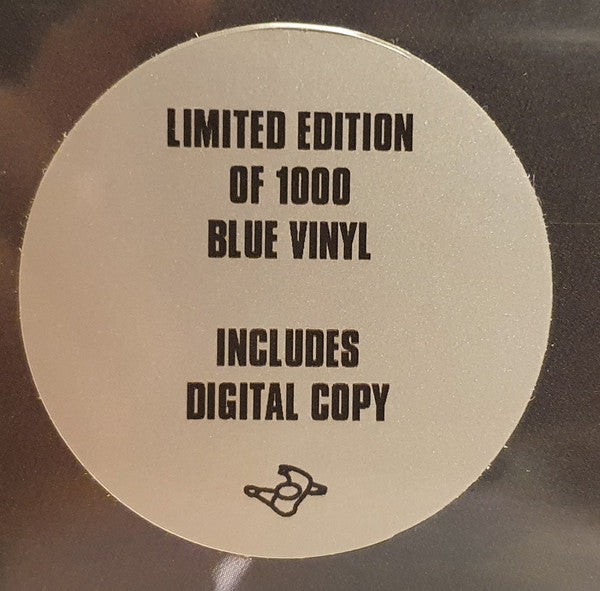 LIMITED EDITION
OF 1000
BLUE VINYL
INCLUDES
DIGITAL COPY